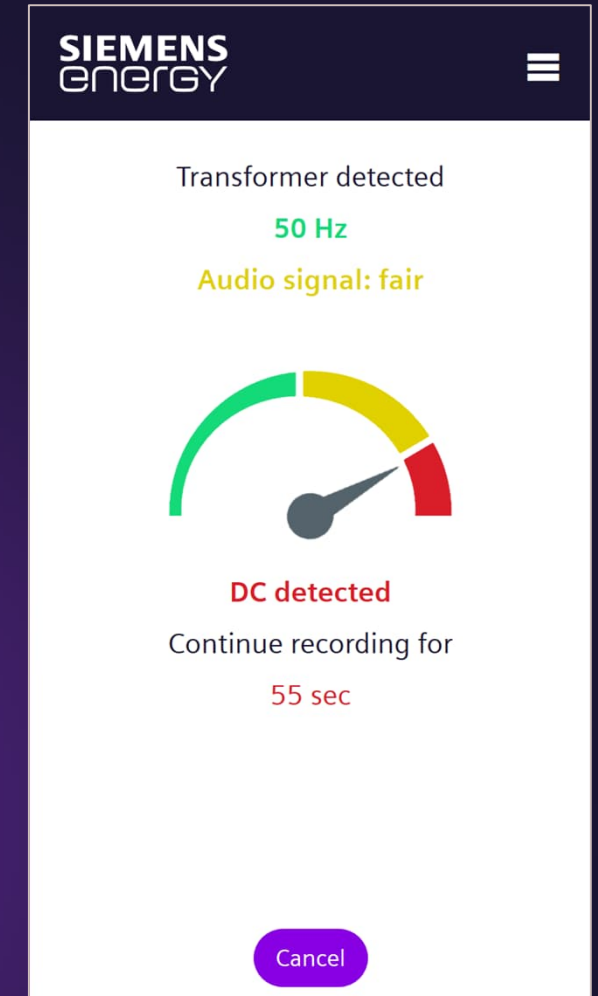 SIEMENS
energy
Transformer detected
50 Hz
Audio signal: fair
DC detected
Continue recording for
55 sec
Cancel